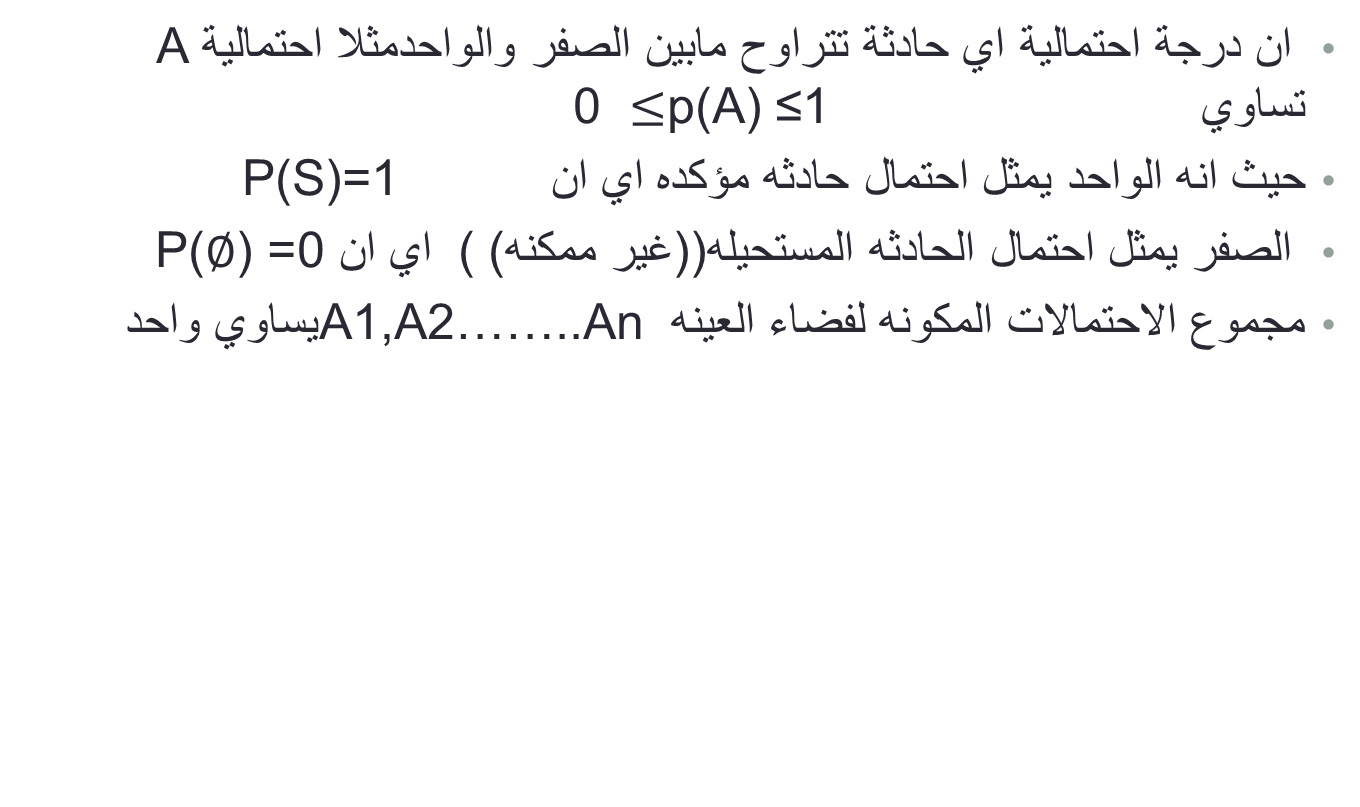 • ان درجة احتمالية اي حادثة تتراوح مابين الصفر والواحدمثلا احتمالية A
تساوي 0 ≤p(A) ≤1
• حيث انه الواحد يمثل احتمال حادثه مؤكده اي ان P(S)=1
• الصفر يمثل احتمال الحادثه المستحيله((غير ممكنه) ) اي ان P(∅) =0
• مجموع الاحتمالات المكونه لفضاء العينه A1,A2……..Anيساوي واحد